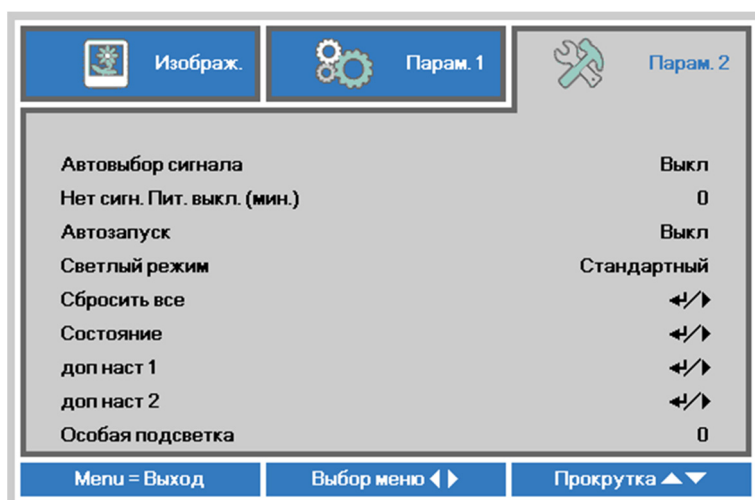 Изображ. Парам. 1 Парам. 2
Автовыбор сигнала Выкл
Нет сигн. Пит. выкл. (мин.) 0
Автозапуск Выкл
Светлый режим Стандартный
Сбросить все ↵/▶
Состояние ↵/▶
доп наст 1 ↵/▶
доп наст 2 ↵/▶
Особая подсветка 0
Menu = Выход Выбор меню ◀▶ Прокрутка ▲▼